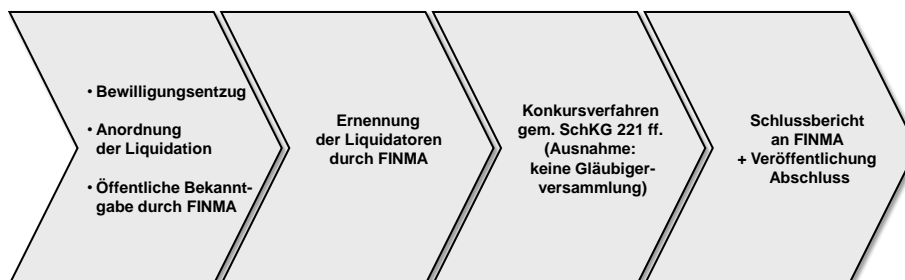 • Bewilligungsentzug
• Anordnung
der Liquidation
• Öffentliche Bekannt-
gabe durch FINMA
Ernennung
der Liquidatoren
durch FINMA
Konkursverfahren
gem. SchKG 221 ff.
(Ausnahme:
keine Gläubiger-
versammlung)
Schlussbericht
an FINMA
+ Veröffentlichung
Abschluss